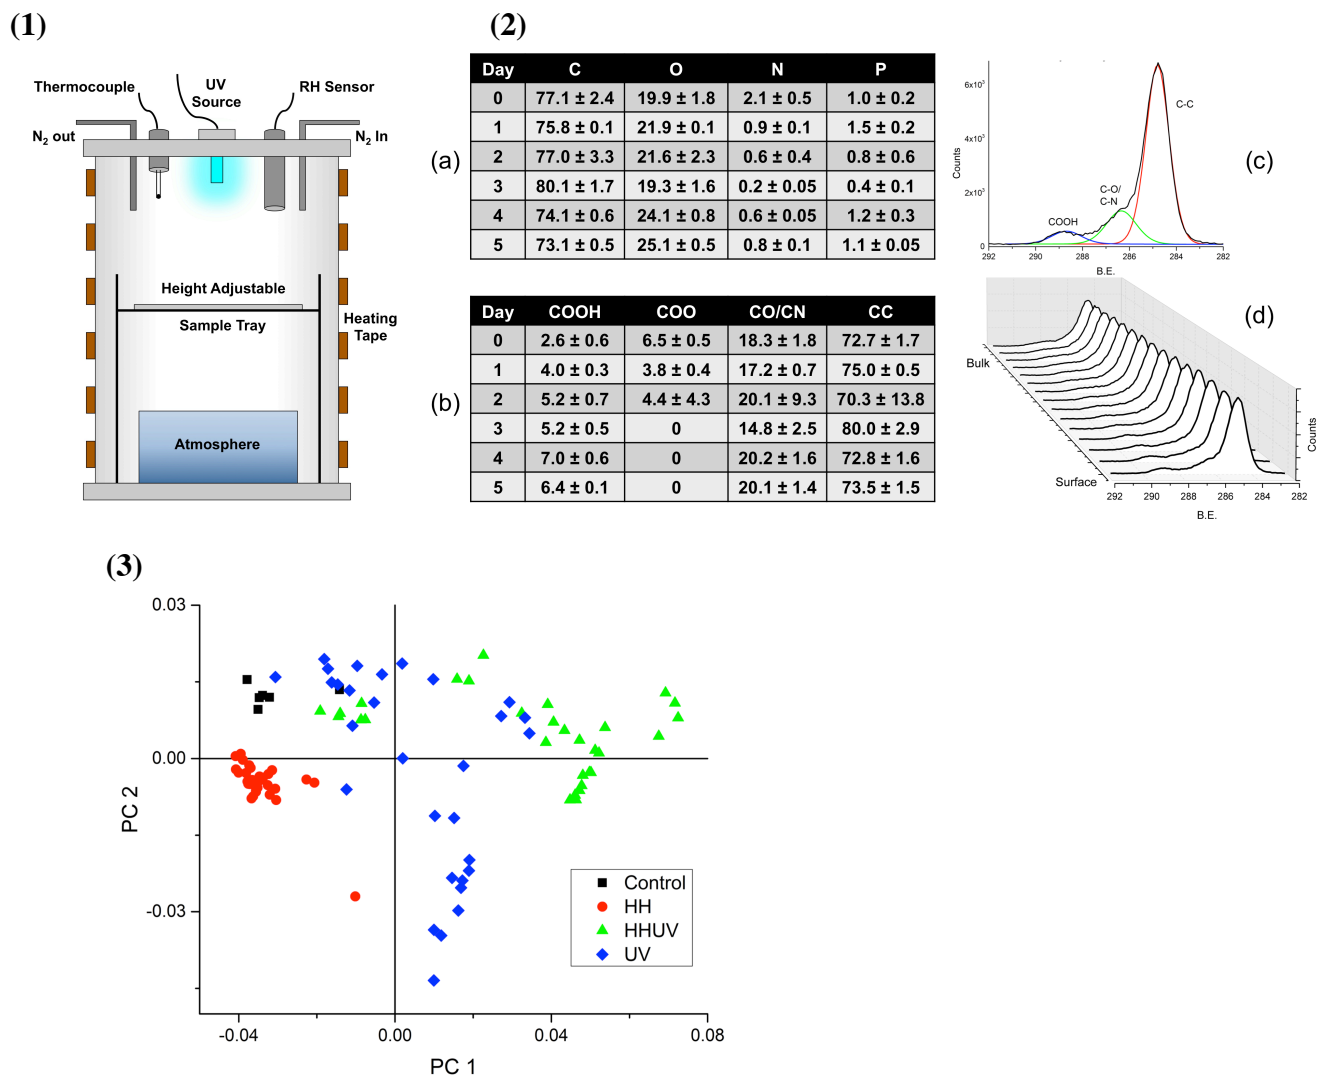 (1)
(2)
Thermocouple
UV
Source
RH Sensor
N2 out
N2 In
Height Adjustable
Sample Tray
Heating
Tape
Atmosphere
(a)
Day C O N P
0 77.1 ± 2.4 19.9 ± 1.8 2.1 ± 0.5 1.0 ± 0.2
1 75.8 ± 0.1 21.9 ± 0.1 0.9 ± 0.1 1.5 ± 0.2
2 77.0 ± 3.3 21.6 ± 2.3 0.6 ± 0.4 0.8 ± 0.6
3 80.1 ± 1.7 19.3 ± 1.6 0.2 ± 0.05 0.4 ± 0.1
4 74.1 ± 0.6 24.1 ± 0.8 0.6 ± 0.05 1.2 ± 0.3
5 73.1 ± 0.5 25.1 ± 0.5 0.8 ± 0.1 1.1 ± 0.05
(b)
Day COOH COO CO/CN CC
0 2.6 ± 0.6 6.5 ± 0.5 18.3 ± 1.8 72.7 ± 1.7
1 4.0 ± 0.3 3.8 ± 0.4 17.2 ± 0.7 75.0 ± 0.5
2 5.2 ± 0.7 4.4 ± 4.3 20.1 ± 9.3 70.3 ± 13.8
3 5.2 ± 0.5 0 14.8 ± 2.5 80.0 ± 2.9
4 7.0 ± 0.6 0 20.2 ± 1.6 72.8 ± 1.6
5 6.4 ± 0.1 0 20.1 ± 1.4 73.5 ± 1.5
(c)
6x10³
4x10³
2x10³
0
Counts
C-C
C-O/
C-N
COOH
292 290 288 286 284 282
B.E.
(d)
Bulk
Surface
Counts
292 290 288 286 284 282
B.E.
(3)
0.03
0.00
-0.03
PC 2
Control
HH
HHUV
UV
-0.04 0.00 0.04 0.08
PC 1